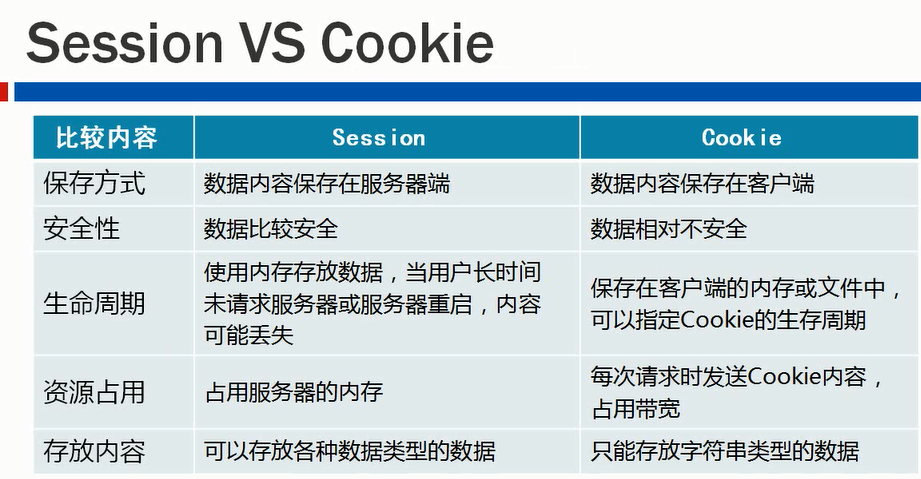 Session VS Cookie
比较内容 Session Cookie
保存方式 数据内容保存在服务器端 数据内容保存在客户端
安全性 数据比较安全 数据相对不安全
生命周期
使用内存存放数据，当用户长时间
未请求服务器或服务器重启，内容
可能丢失
保存在客户端的内存或文件中，
可以指定Cookie的生存周期
资源占用 占用服务器的内存
每次请求时发送Cookie内容，
占用带宽
存放内容 可以存放各种数据类型的数据 只能存放字符串类型的数据